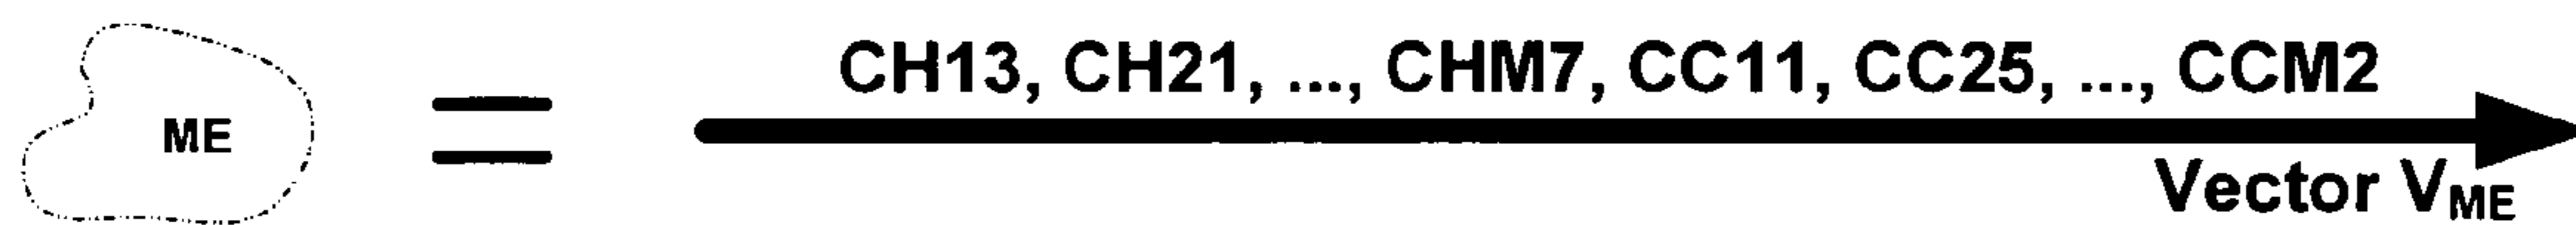 CH13, CH21, ..., CHM7, CC11, CC25, ..., CCM2
ME =
Vector VME